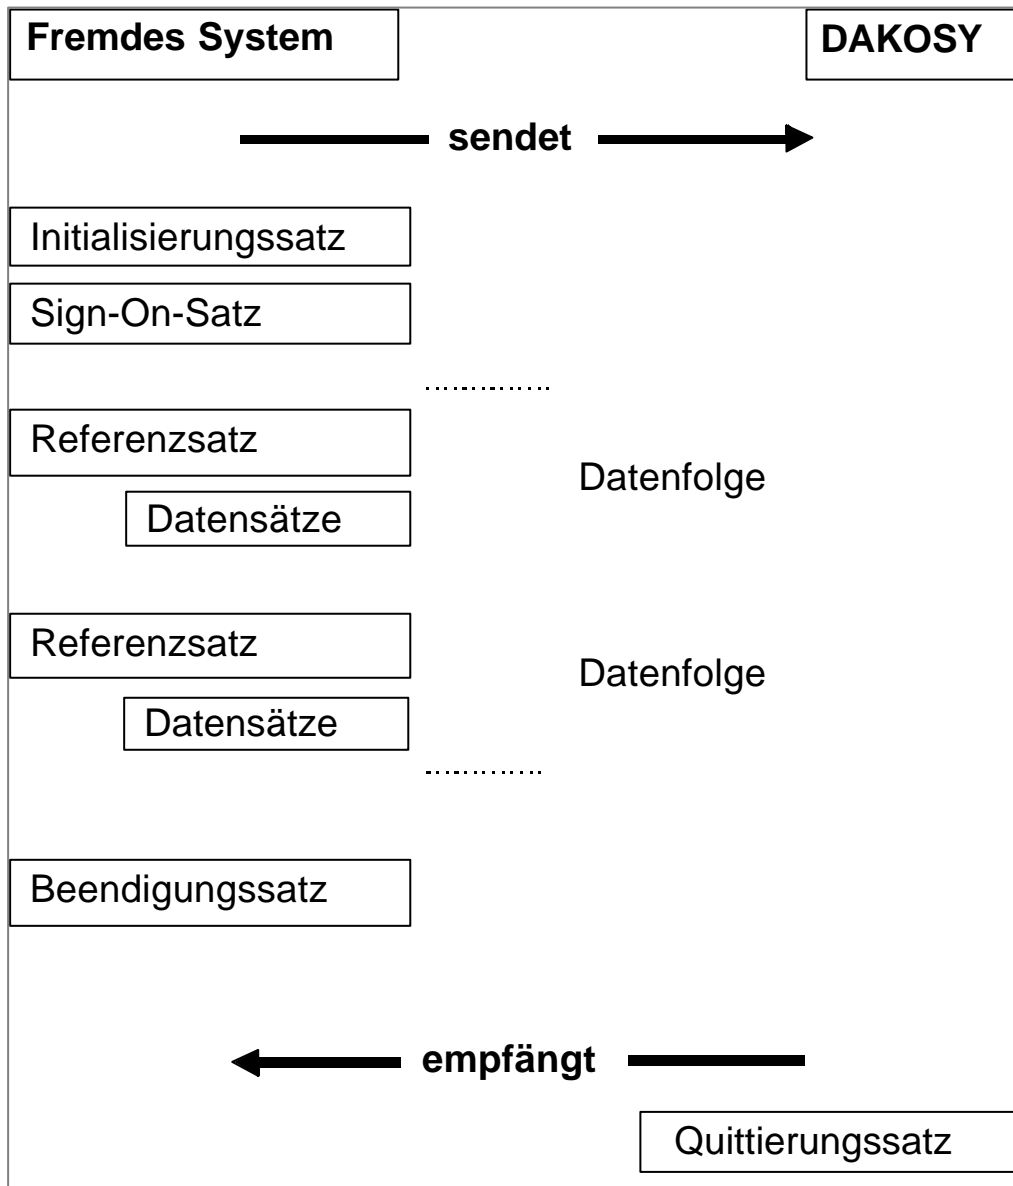 Fremdes System
DAKOSY
sendet
Initialisierungssatz
Sign-On-Satz
Referenzsatz
Datenfolge
Datensätze
Referenzsatz
Datenfolge
Datensätze
Beendigungssatz
empfängt
Quittierungssatz